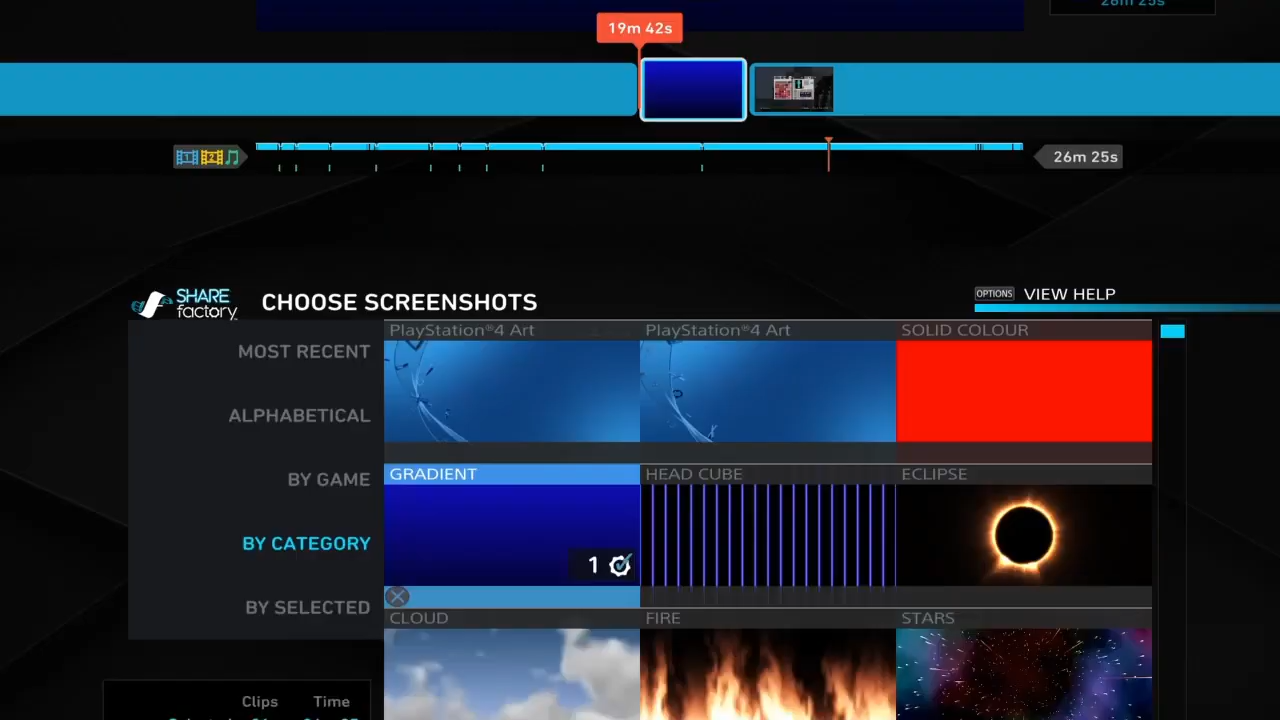 26m 25s
19m 42s
26m 25s
SHARE
factory
CHOOSE SCREENSHOTS
OPTIONS VIEW HELP
MOST RECENT
ALPHABETICAL
BY GAME
BY CATEGORY
BY SELECTED
PlayStation®4 Art
PlayStation®4 Art
SOLID COLOUR
GRADIENT
HEAD CUBE
ECLIPSE
1
CLOUD
FIRE
STARS
Clips Time